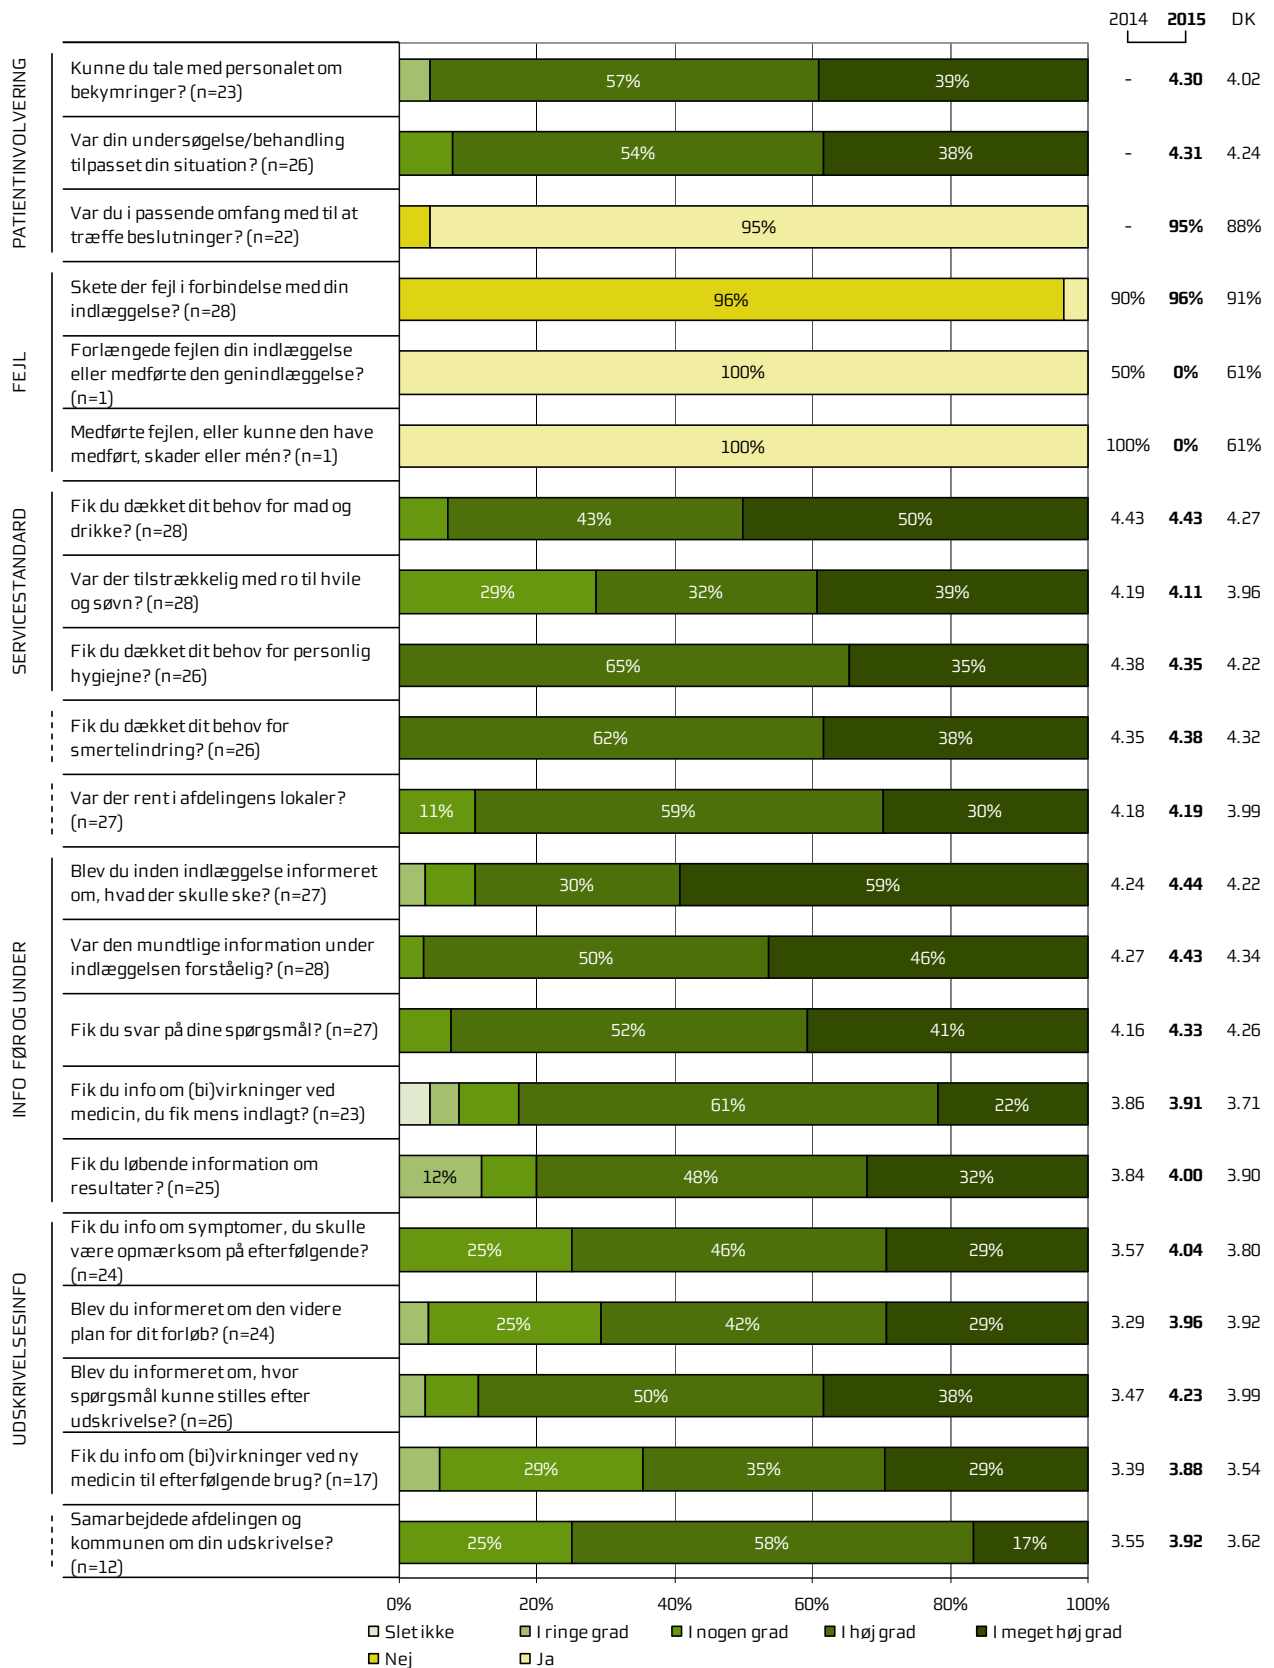 2014 2015 DK
PATIENTINVOLVERING
Kunne du tale med personalet om
bekymringer? (n=23)
57% 39% - 4.30 4.02
Var din undersøgelse/behandling
tilpasset din situation? (n=26)
54% 38% - 4.31 4.24
Var du i passende omfang med til at
træffe beslutninger? (n=22)
95% - 95% 88%
FEJL
Skete der fejl i forbindelse med din
indlæggelse? (n=28)
96% 90% 96% 91%
Forlængede fejlen din indlæggelse
eller medførte den genindlæggelse?
(n=1)
100% 50% 0% 61%
Medførte fejlen, eller kunne den have
medført, skader eller mén? (n=1)
100% 100% 0% 61%
SERVICESTANDARD
Fik du dækket dit behov for mad og
drikke? (n=28)
43% 50% 4.43 4.43 4.27
Var der tilstrækkelig med ro til hvile
og søvn? (n=28)
29% 32% 39% 4.19 4.11 3.96
Fik du dækket dit behov for personlig
hygiejne? (n=26)
65% 35% 4.38 4.35 4.22
Fik du dækket dit behov for
smertelindring? (n=26)
62% 38% 4.35 4.38 4.32
Var der rent i afdelingens lokaler?
(n=27)
11% 59% 30% 4.18 4.19 3.99
INFO FØR OG UNDER
Blev du inden indlæggelse informeret
om, hvad der skulle ske? (n=27)
30% 59% 4.24 4.44 4.22
Var den mundtlige information under
indlæggelsen forståelig? (n=28)
50% 46% 4.27 4.43 4.34
Fik du svar på dine spørgsmål? (n=27)
52% 41% 4.16 4.33 4.26
Fik du info om (bi)virkninger ved
medicin, du fik mens indlagt? (n=23)
61% 22% 3.86 3.91 3.71
Fik du løbende information om
resultater? (n=25)
12% 48% 32% 3.84 4.00 3.90
UDSKRIVELSESINFO
Fik du info om symptomer, du skulle
være opmærksom på efterfølgende?
(n=24)
25% 46% 29% 3.57 4.04 3.80
Blev du informeret om den videre
plan for dit forløb? (n=24)
25% 42% 29% 3.29 3.96 3.92
Blev du informeret om, hvor
spørgsmål kunne stilles efter
udskrivelse? (n=26)
50% 38% 3.47 4.23 3.99
Fik du info om (bi)virkninger ved ny
medicin til efterfølgende brug? (n=17)
29% 35% 29% 3.39 3.88 3.54
Samarbejdede afdelingen og
kommunen om din udskrivelse?
(n=12)
25% 58% 17% 3.55 3.92 3.62
0% 20% 40% 60% 80% 100%
Slet ikke I ringe grad I nogen grad I høj grad I meget høj grad
Nej Ja